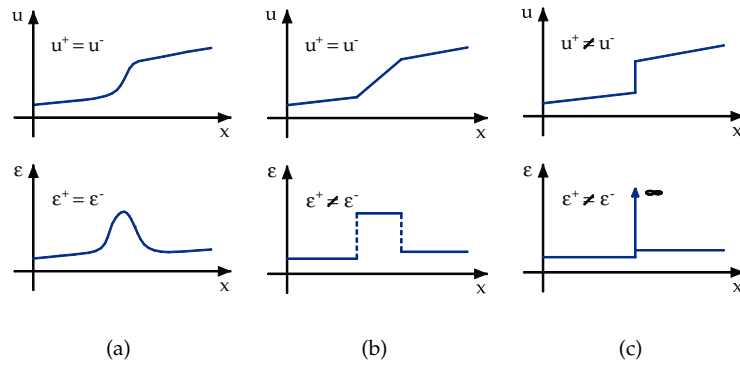 u
u⁺ = u⁻
x
u
u⁺ = u⁻
x
u
u⁺ ≠ u⁻
x
ε
ε⁺ = ε⁻
x
ε
ε⁺ ≠ ε⁻
x
ε
ε⁺ ≠ ε⁻
∞
x
(a)
(b)
(c)